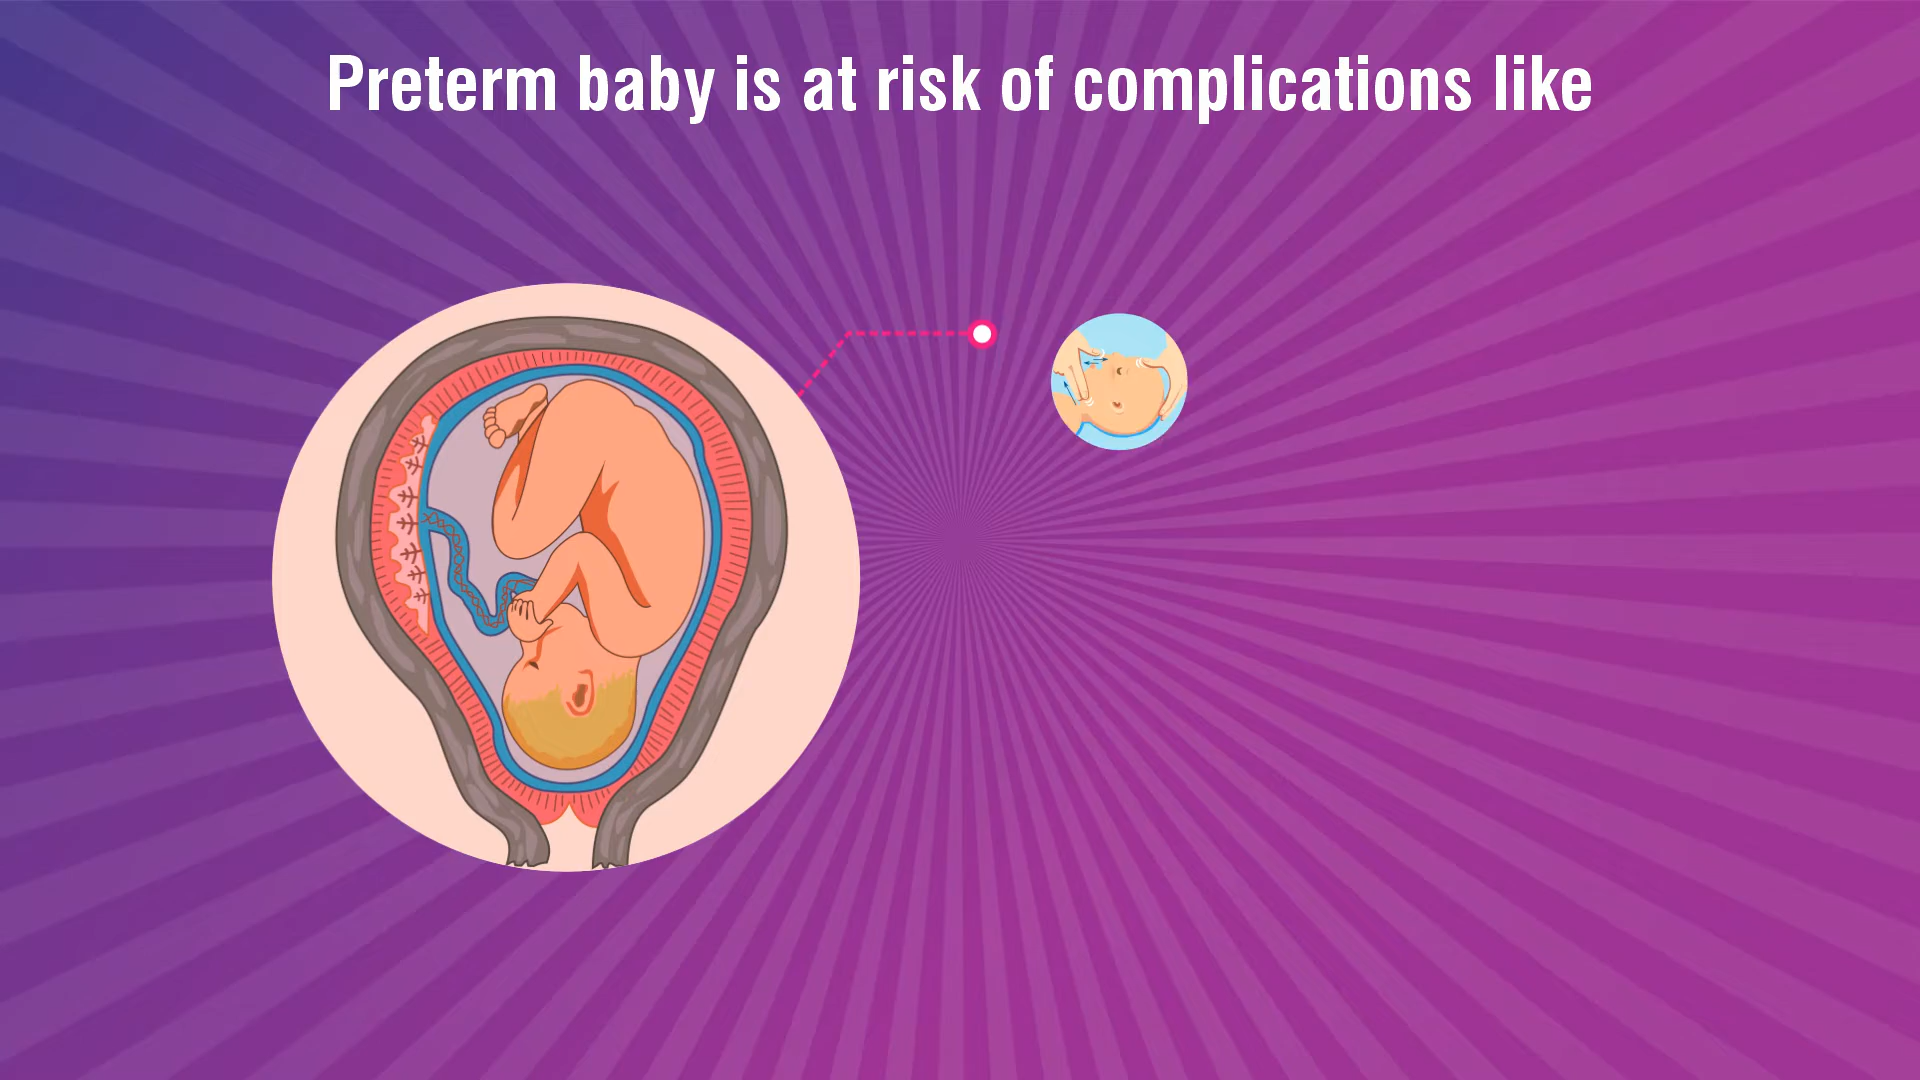 Preterm baby is at risk of complications like